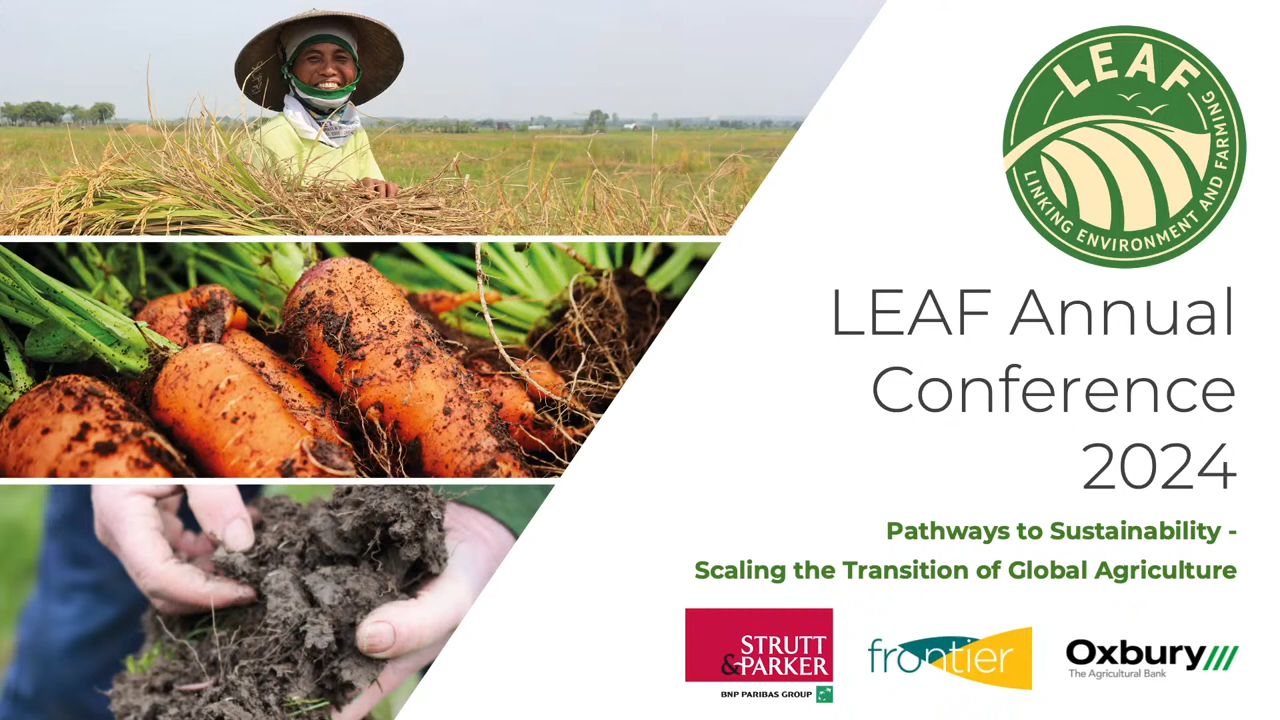 LEAF
LINKING ENVIRONMENT AND FARMING
LEAF Annual
Conference
2024
Pathways to Sustainability -
Scaling the Transition of Global Agriculture
STRUTT
&PARKER
BNP PARIBAS GROUP
frontier
Oxbury
The Agricultural Bank